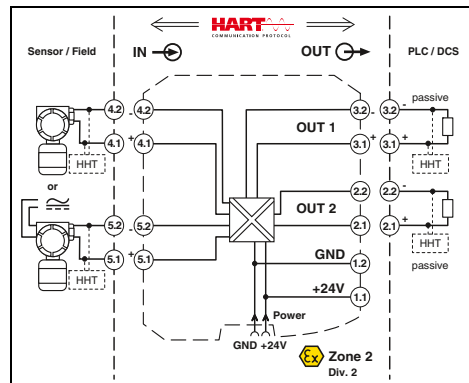 HART
COMMUNICATION PROTOCOL
Sensor / Field
IN
OUT
PLC / DCS
4.2
4.2 -
3.2 -
3.2 -
passive
OUT 1
4.1 +
4.1
3.1 +
3.1 +
HHT
HHT
or
2.2
2.2 -
OUT 2
5.2 -
5.2
2.1
2.1 +
HHT
5.1 +
5.1
GND
1.2
passive
HHT
+24V
1.1
Power
GND +24V
Ex Zone 2
Div. 2